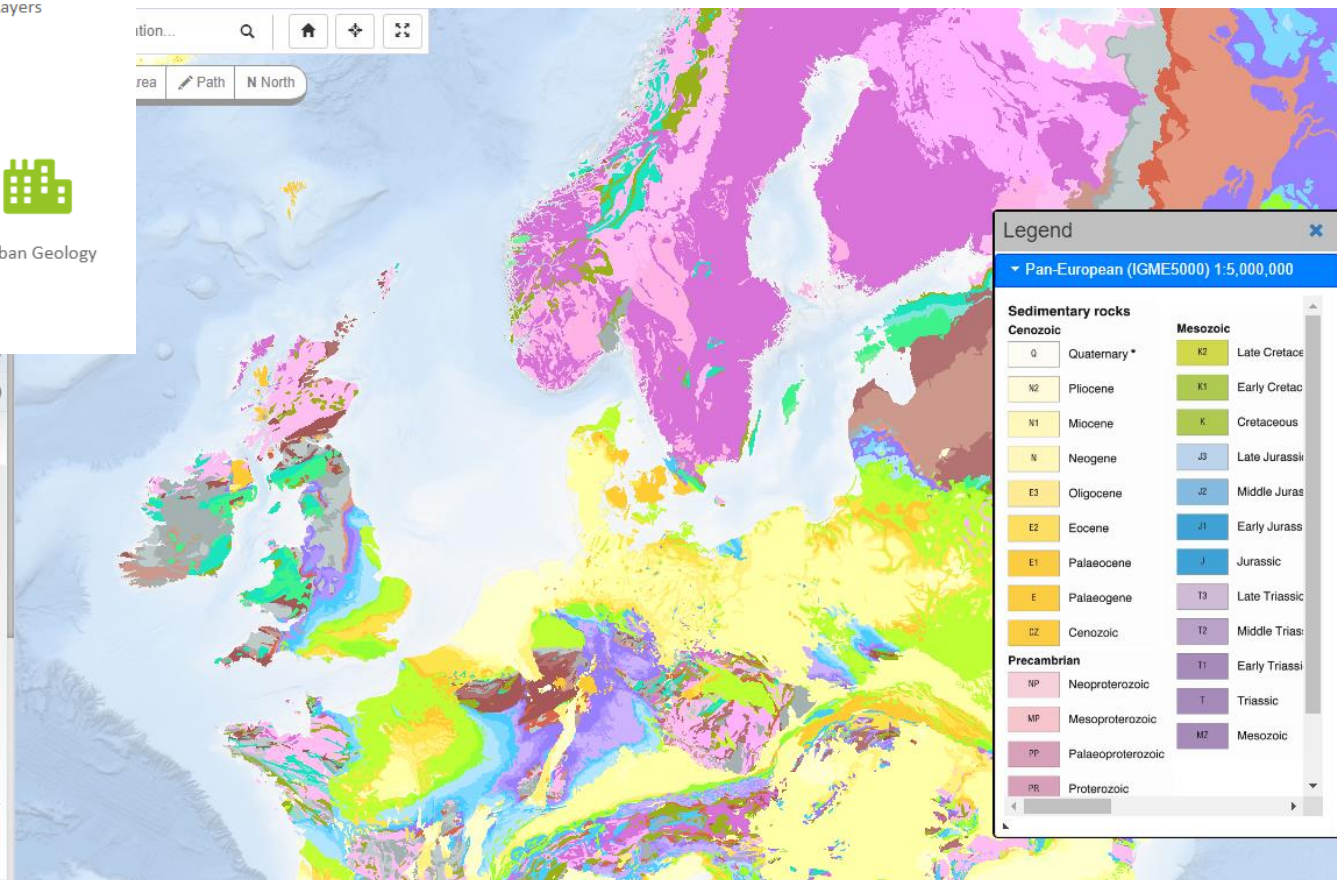 ayers
ution...
rea
Path
N North
ban Geology
Legend
Pan-European (IGME5000) 1:5,000,000
Sedimentary rocks
Cenozoic
Q Quaternary*
N2 Pliocene
N1 Miocene
N Neogene
E3 Oligocene
E2 Eocene
E1 Palaeocene
E Palaeogene
CZ Cenozoic
Precambrian
NP Neoproterozoic
MP Mesoproterozoic
PP Palaeoproterozoic
PR Proterozoic
Mesozoic
K2 Late Cretace
K1 Early Cretac
K Cretaceous
J3 Late Jurassic
J2 Middle Juras
J1 Early Jurass
J Jurassic
T3 Late Triassic
T2 Middle Trias
T1 Early Triassi
T Triassic
MZ Mesozoic